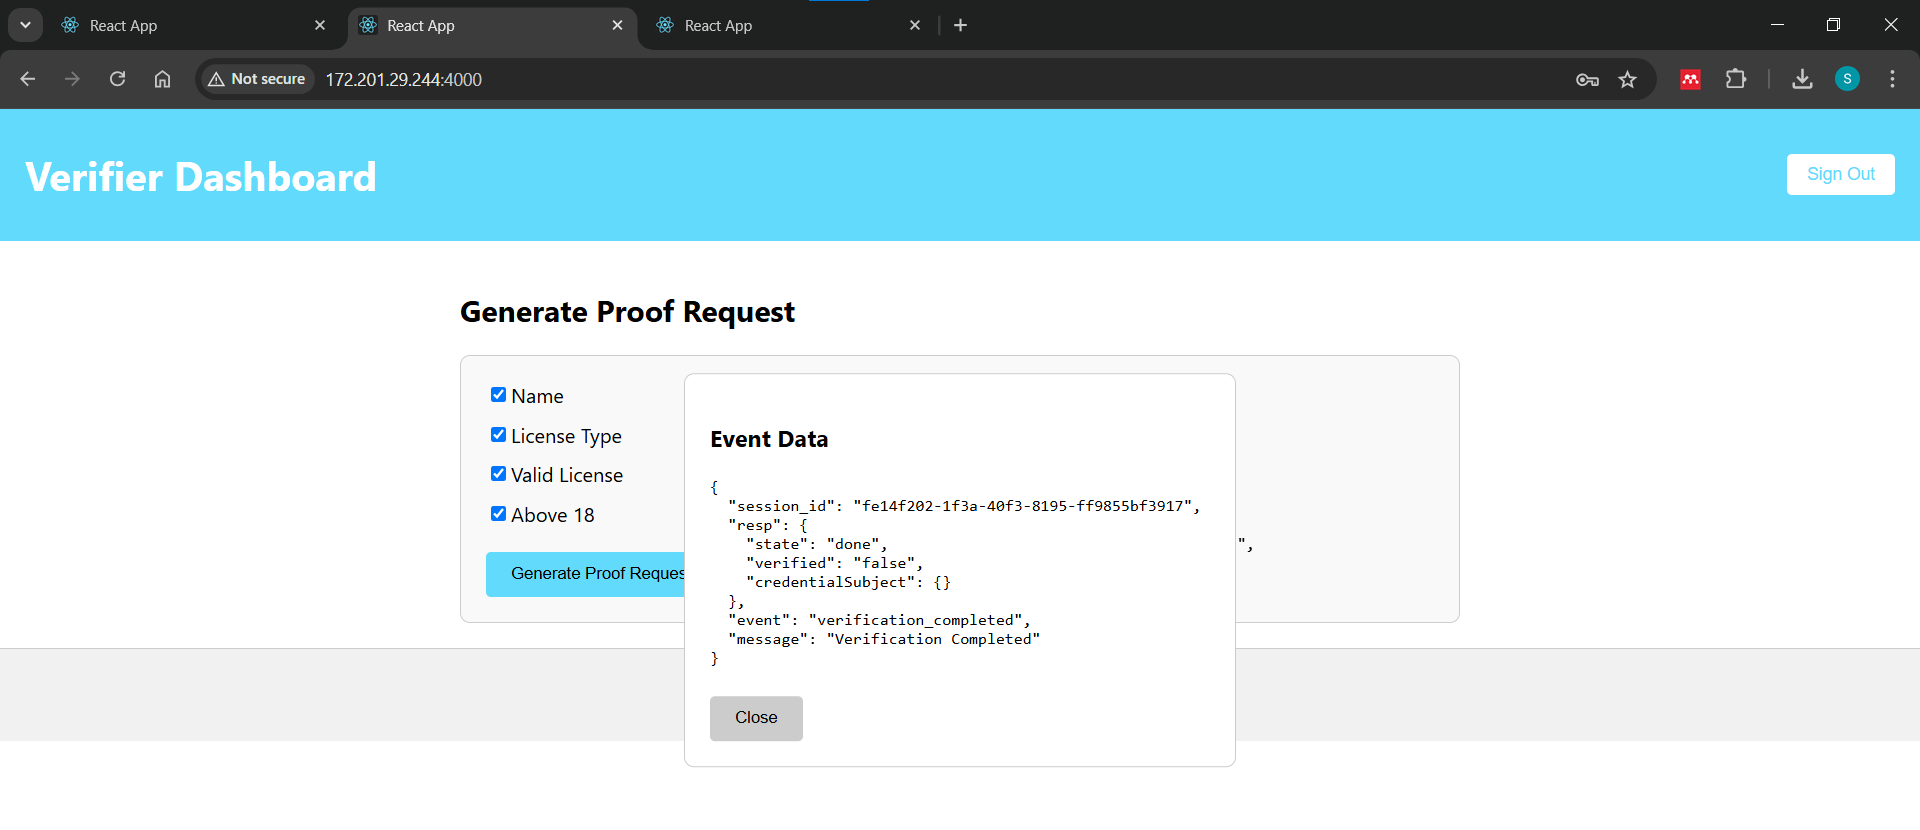 React App
React App
React App
Not secure
172.201.29.244:4000
S
Verifier Dashboard
Sign Out
Generate Proof Request
Name
License Type
Valid License
Above 18
Generate Proof Reques
Event Data
{
"session_id": "fe14f202-1f3a-40f3-8195-ff9855bf3917",
"resp": {
"state": "done",
"verified": "false",
"credentialSubject": {}
},
"event": "verification_completed",
"message": "Verification Completed"
}
",
Close